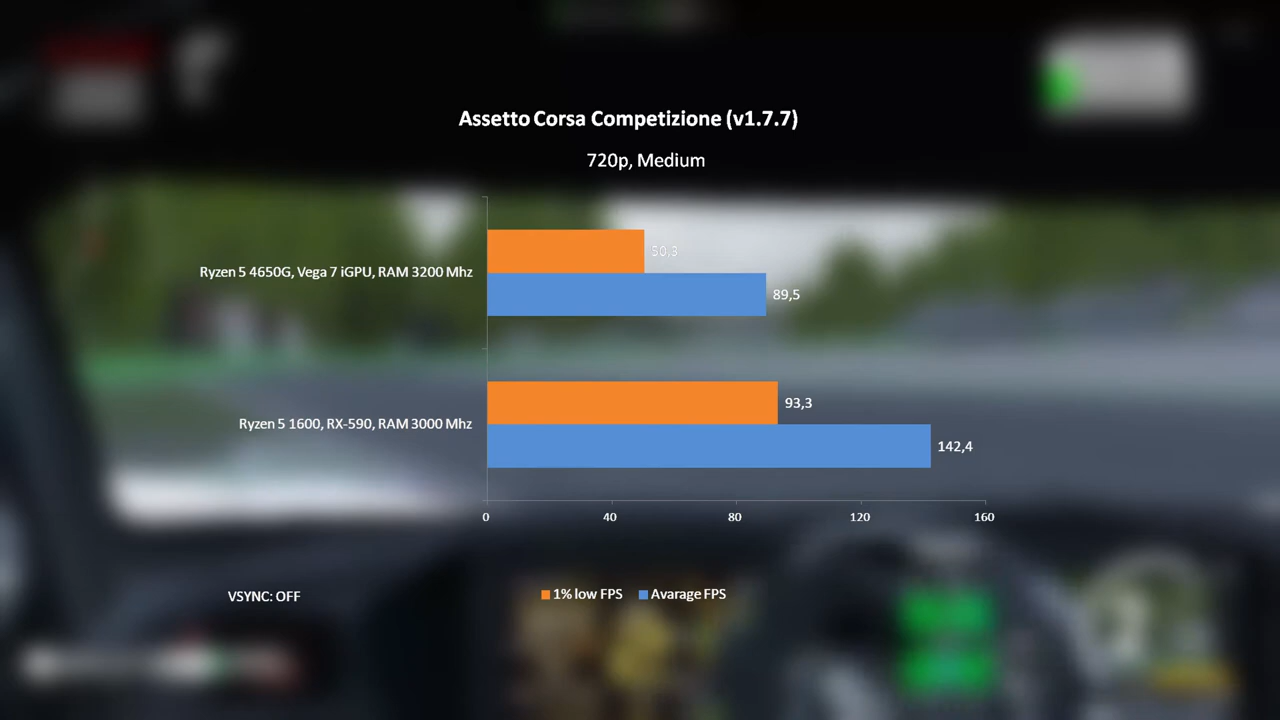 Assetto Corsa Competizione (v1.7.7)
720p, Medium
50,3
Ryzen 5 4650G, Vega 7 iGPU, RAM 3200 Mhz
89,5
93,3
Ryzen 5 1600, RX-590, RAM 3000 Mhz
142,4
0 40 80 120 160
VSYNC: OFF
1% low FPS Avarage FPS